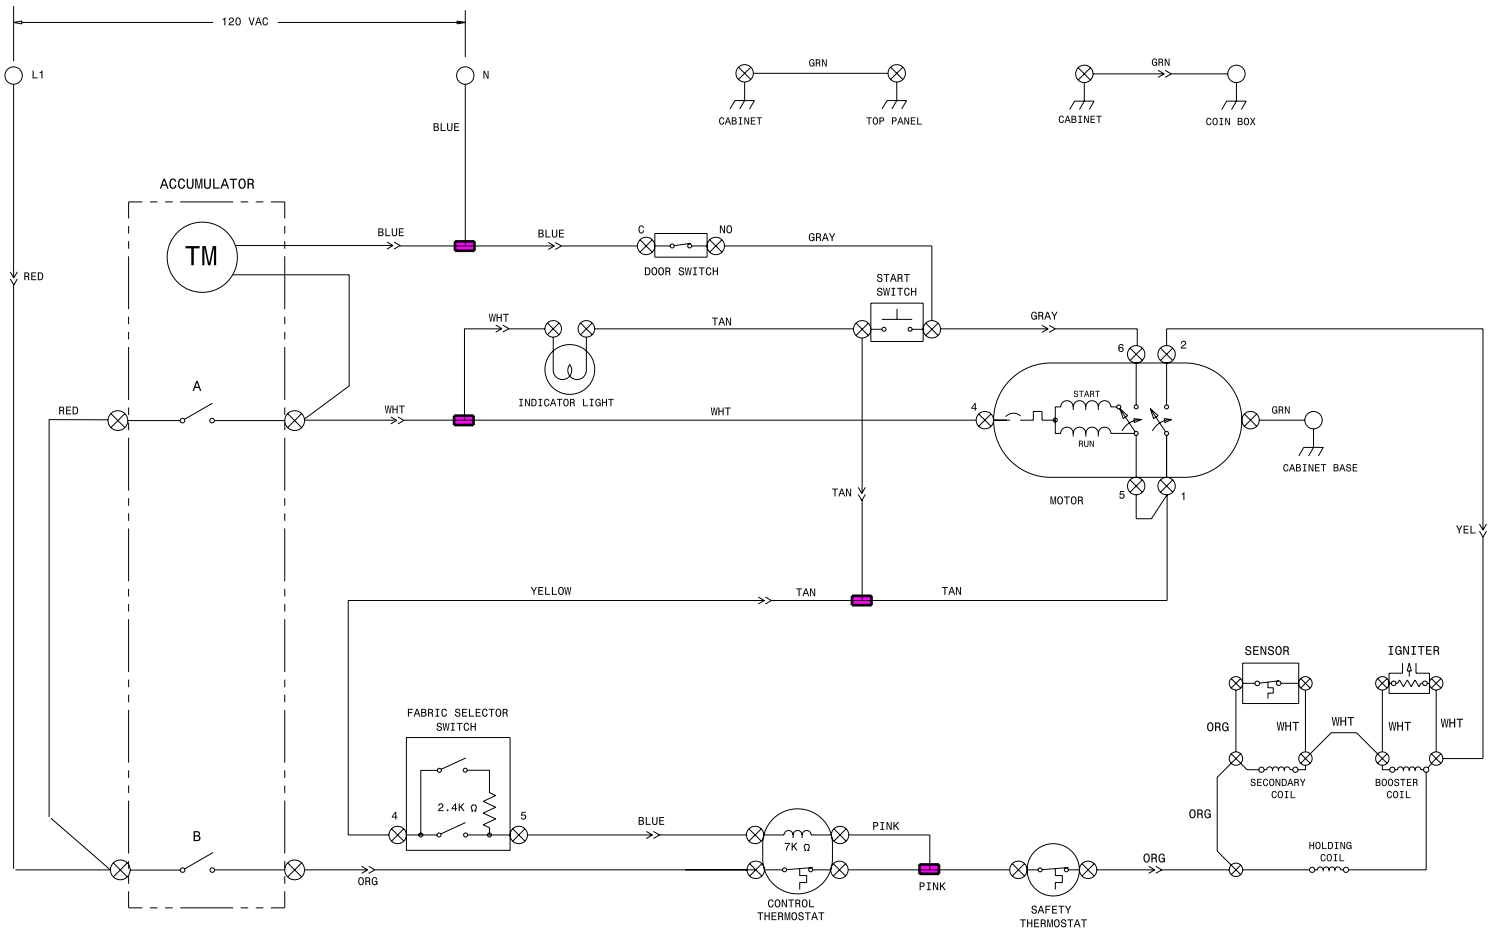 120 VAC
L1
N
GRN
GRN
CABINET
TOP PANEL
CABINET
COIN BOX
BLUE
ACCUMULATOR
TM
BLUE
BLUE
C
NO
GRAY
DOOR SWITCH
RED
START
SWITCH
WHT
TAN
GRAY
6
2
A
INDICATOR LIGHT
START
RED
WHT
WHT
4
GRN
RUN
CABINET BASE
TAN
MOTOR
5
1
YEL
YELLOW
TAN
TAN
SENSOR
IGNITER
FABRIC SELECTOR
SWITCH
ORG
WHT
WHT
WHT
WHT
SECONDARY
COIL
BOOSTER
COIL
2.4K Ω
4
5
BLUE
PINK
ORG
B
7K Ω
HOLDING
COIL
ORG
ORG
PINK
CONTROL
THERMOSTAT
SAFETY
THERMOSTAT